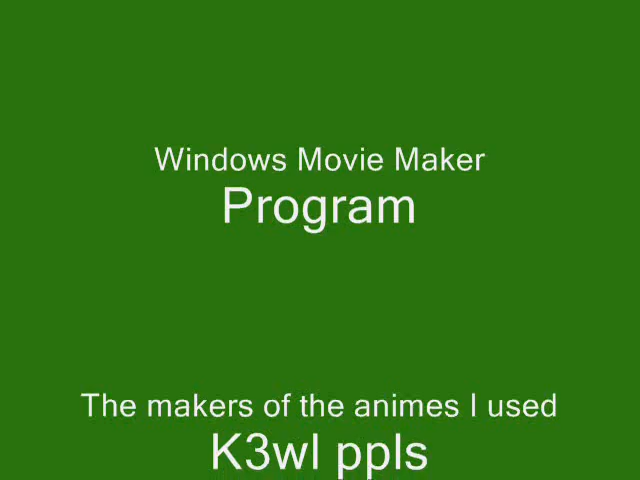 Windows Movie Maker
Program
The makers of the animes I used
K3wl ppls